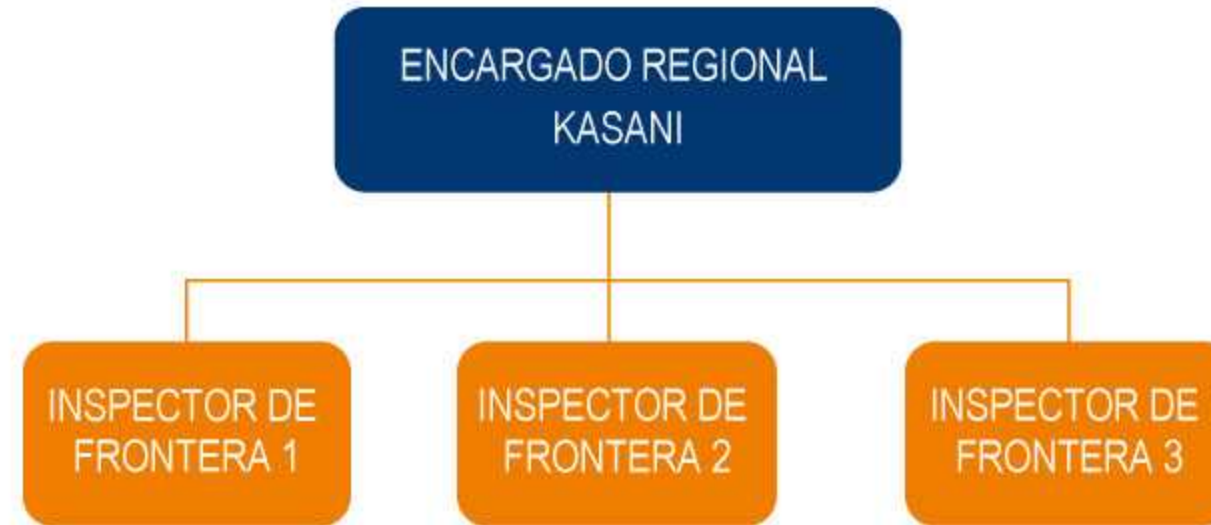 ENCARGADO REGIONAL
KASANI
INSPECTOR DE
FRONTERA 1
INSPECTOR DE
FRONTERA 2
INSPECTOR DE
FRONTERA 3